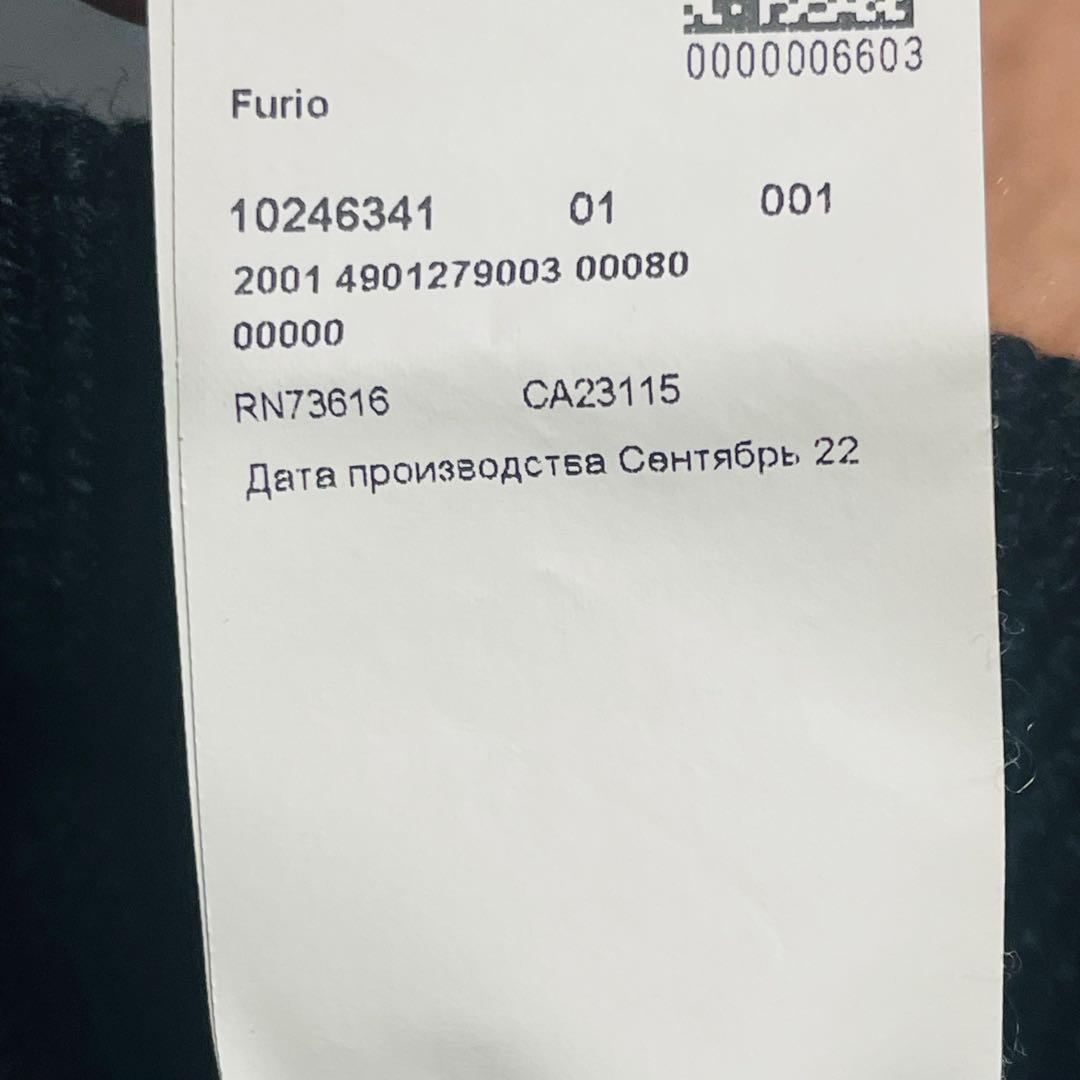 0000006603
Furio
10246341 01 001
2001 4901279003 00080
00000
RN73616 CA23115
Дата производства Сентябрь 22